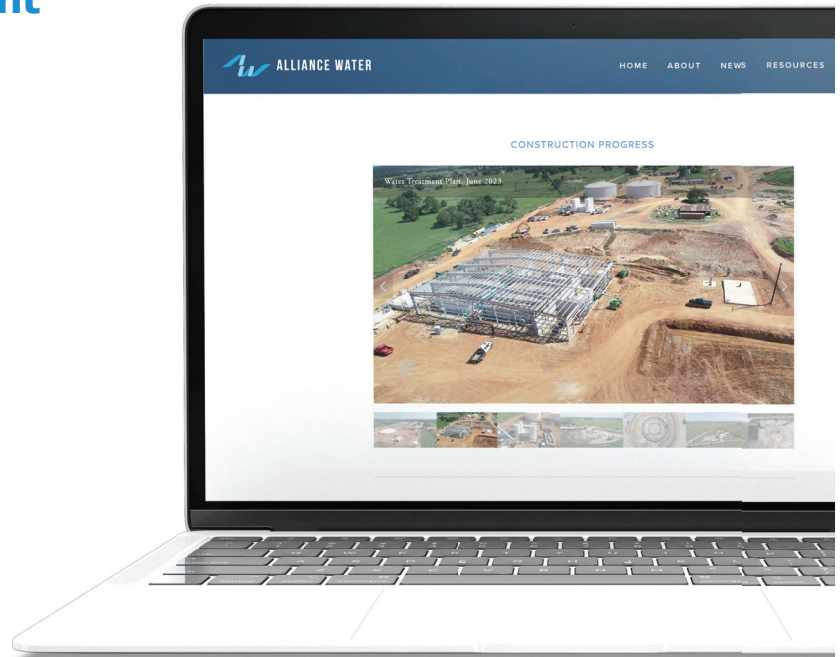 nt
ALLIANCE WATER
HOME ABOUT NEWS RESOURCES
CONSTRUCTION PROGRESS
Water Treatment Plant, June 2023